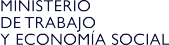 MINISTERIO
DE TRABAJO
Y ECONOMÍA SOCIAL